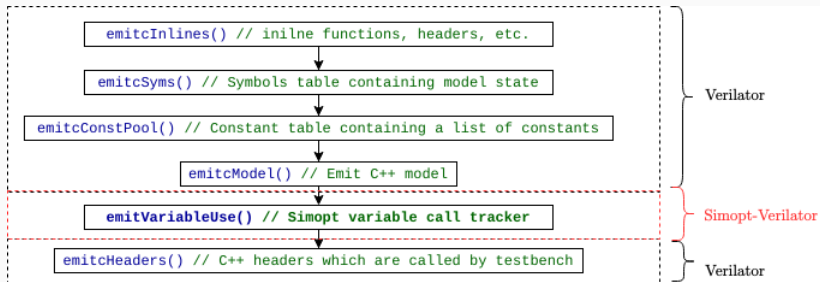 emitcInlines() // inilne functions, headers, etc.
emitcSyms() // Symbols table containing model state
Verilator
emitcConstPool() // Constant table containing a list of constants
emitcModel() // Emit C++ model
emitVariableUse() // Simopt variable call tracker
Simopt-Verilator
emitcHeaders() // C++ headers which are called by testbench
Verilator